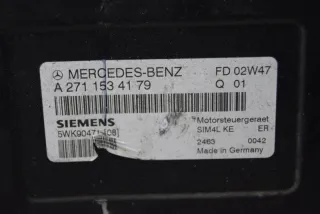 MERCEDES-BENZ FD 02W47
A 271 153 41 79 Q 01
SIEMENS Motorsteuergeraet
SIM4L KE ER
2463 0042
Made in Germany